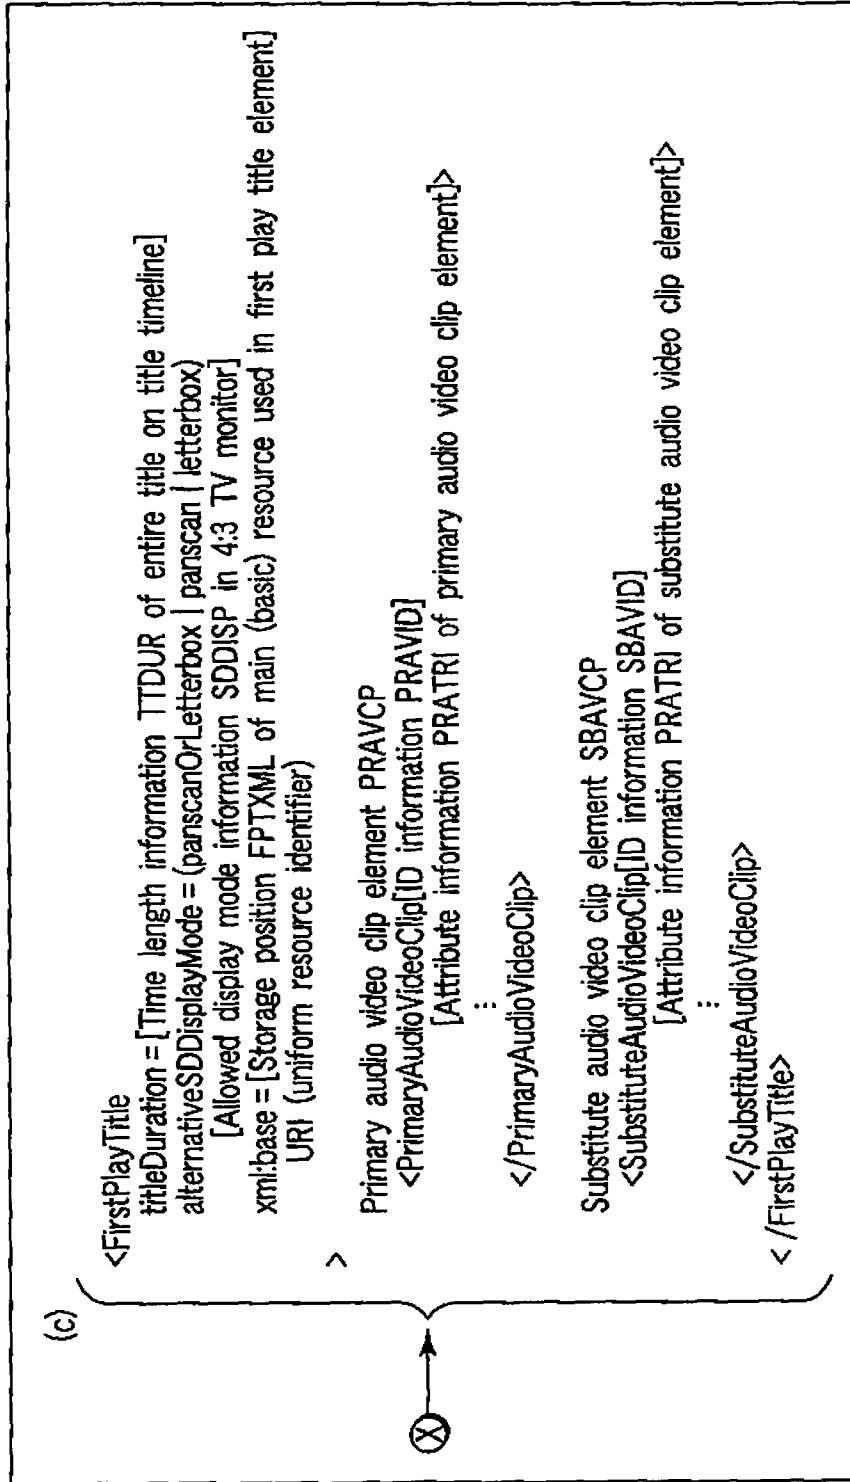 (c)
<FirstPlayTitle
titleDuration = [Time length information TTDUR of entire title on title timeline]
alternativeSDDisplayMode = (panscanOrLetterbox | panscan | letterbox)
[Allowed display mode information SDDISP in 4:3 TV monitor]
xml:base = [Storage position FPTXML of main (basic) resource used in first play title element]
URI (uniform resource identifier)
>
Primary audio video clip element PRAVCP
<PrimaryAudioVideoClip[ID information PRAVID]
[Attribute information PRATRI of primary audio video clip element]>
⋮
</PrimaryAudioVideoClip>
Substitute audio video clip element SBAVCP
<SubstituteAudioVideoClip[ID information SBAVID]
[Attribute information PRATRI of substitute audio video clip element]>
⋮
</SubstituteAudioVideoClip>
< /FirstPlayTitle>
X